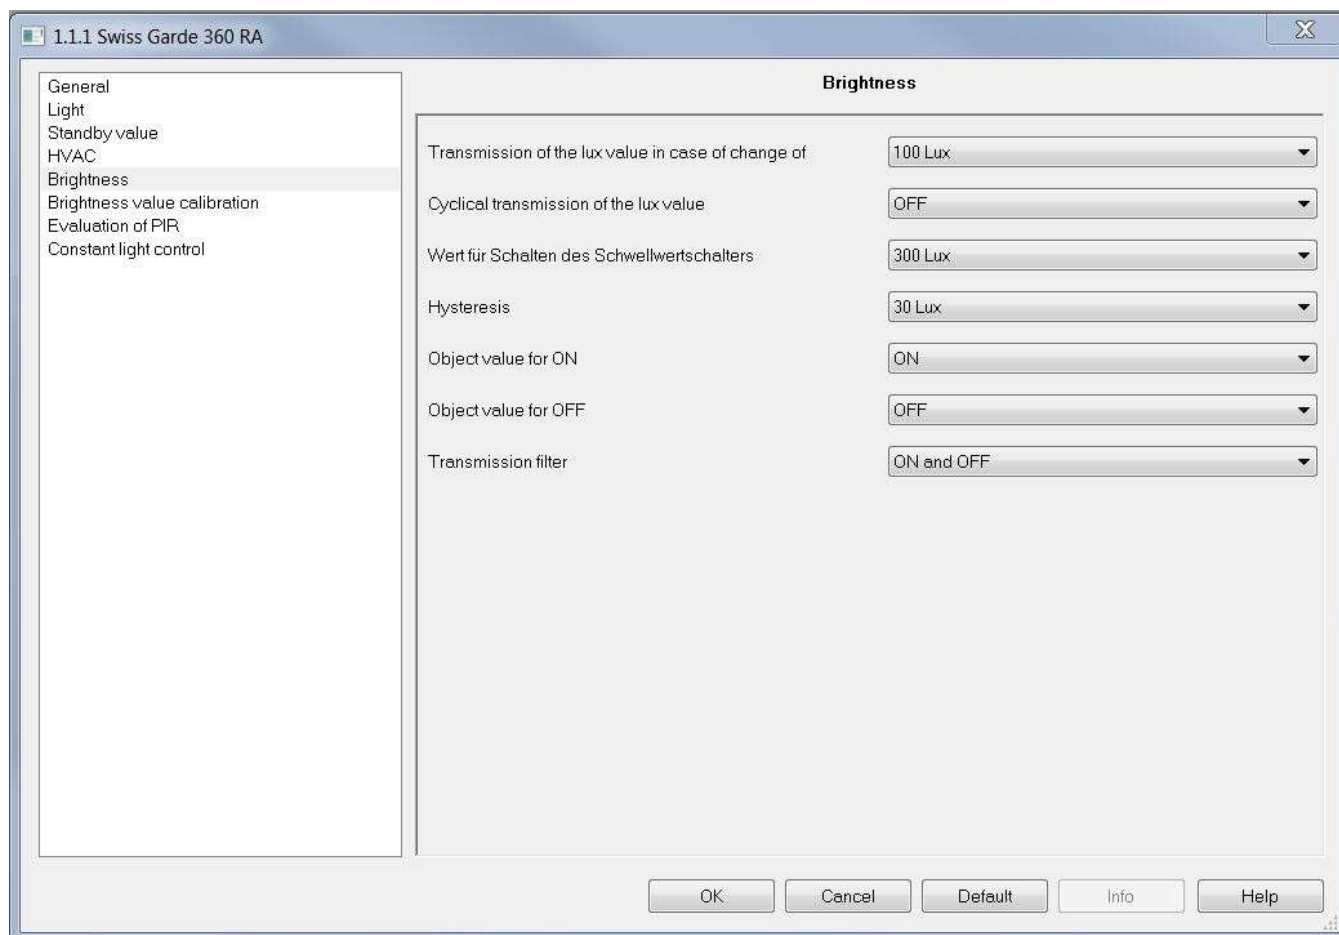 1.1.1 Swiss Garde 360 RA
General
Light
Standby value
HVAC
Brightness
Brightness value calibration
Evaluation of PIR
Constant light control
Brightness
Transmission of the lux value in case of change of 100 Lux
Cyclical transmission of the lux value OFF
Wert für Schalten des Schwellwertschalters 300 Lux
Hysteresis 30 Lux
Object value for ON ON
Object value for OFF OFF
Transmission filter ON and OFF
OK Cancel Default Info Help